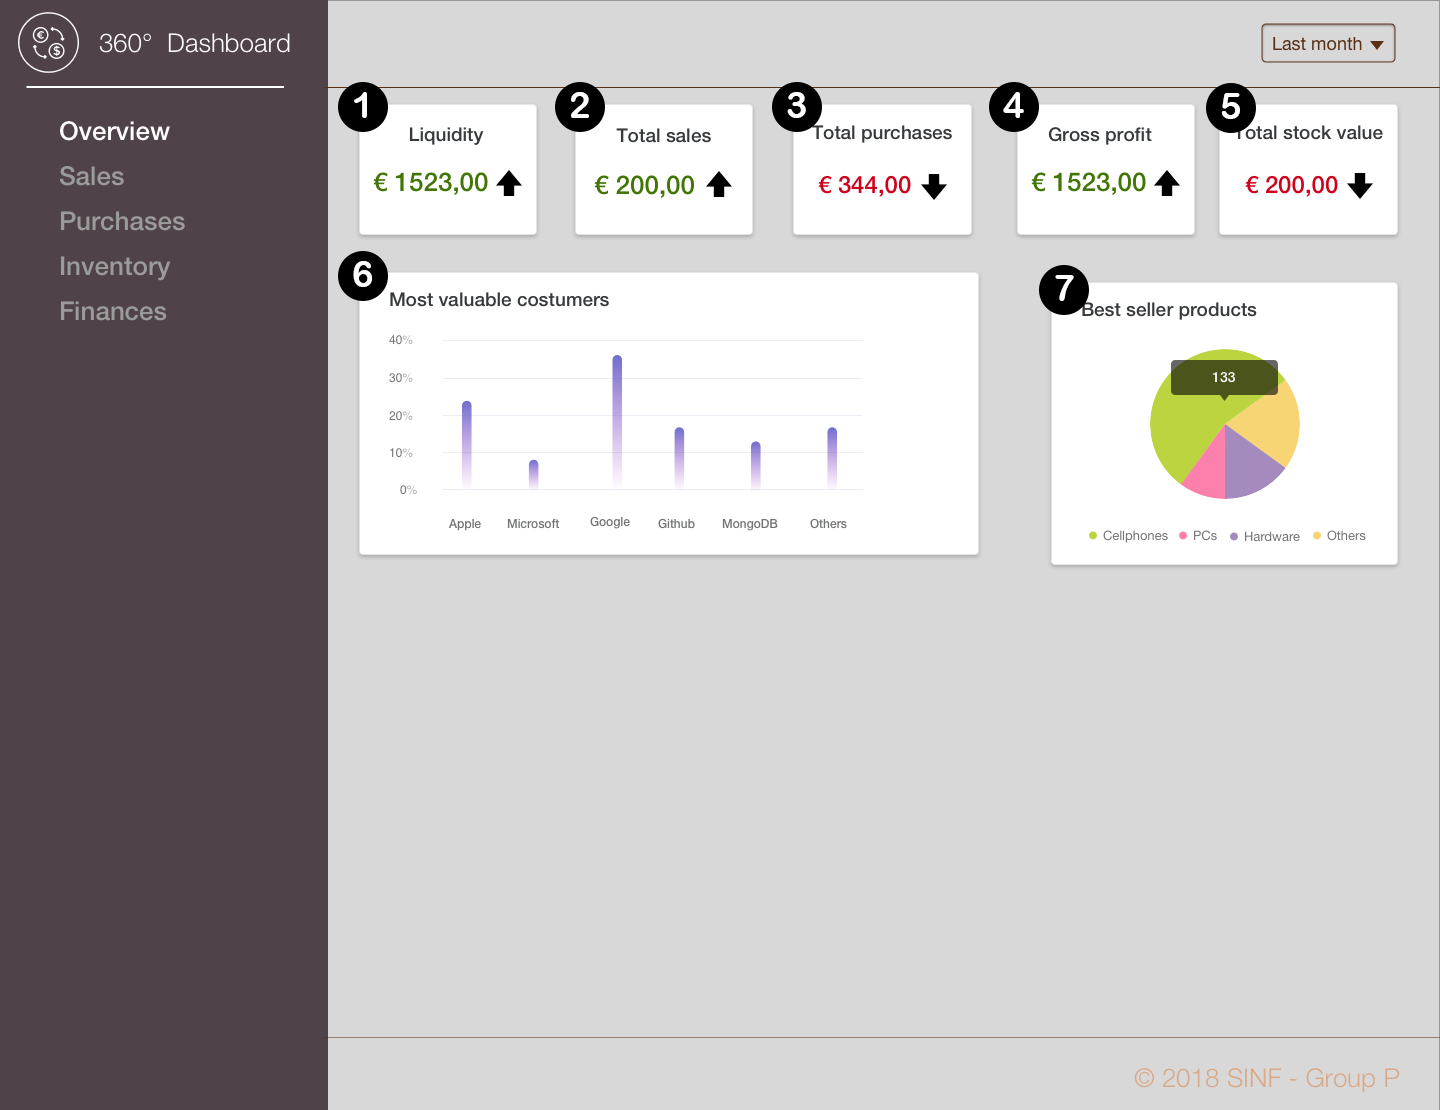 360° Dashboard
Last month
Overview
Sales
Purchases
Inventory
Finances
1
Liquidity
€ 1523,00
2
Total sales
€ 200,00
3
Total purchases
€ 344,00
4
Gross profit
€ 1523,00
5
Total stock value
€ 200,00
6
Most valuable costumers
40%
30%
20%
10%
0%
Apple Microsoft Google Github MongoDB Others
7
Best seller products
133
Cellphones PCs Hardware Others
© 2018 SINF - Group P